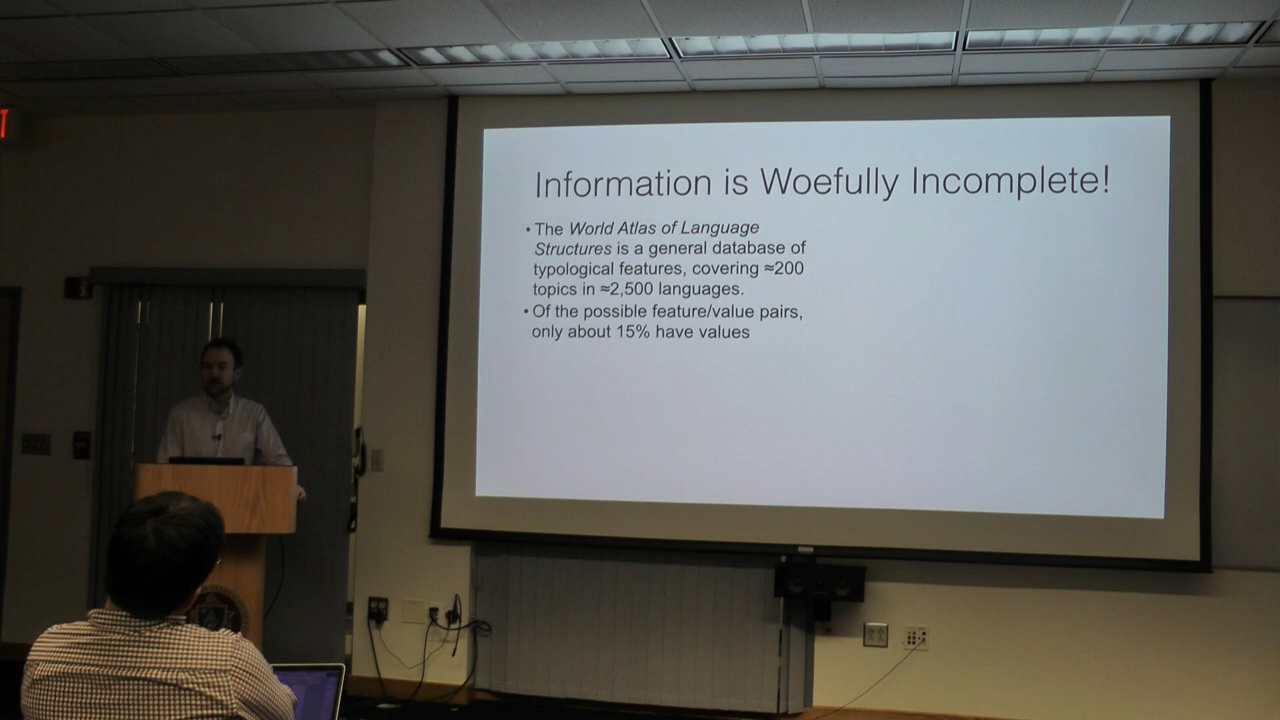 Information is Woefully Incomplete!
• The World Atlas of Language
Structures is a general database of
typological features, covering ≈200
topics in ≈2,500 languages.
• Of the possible feature/value pairs,
only about 15% have values